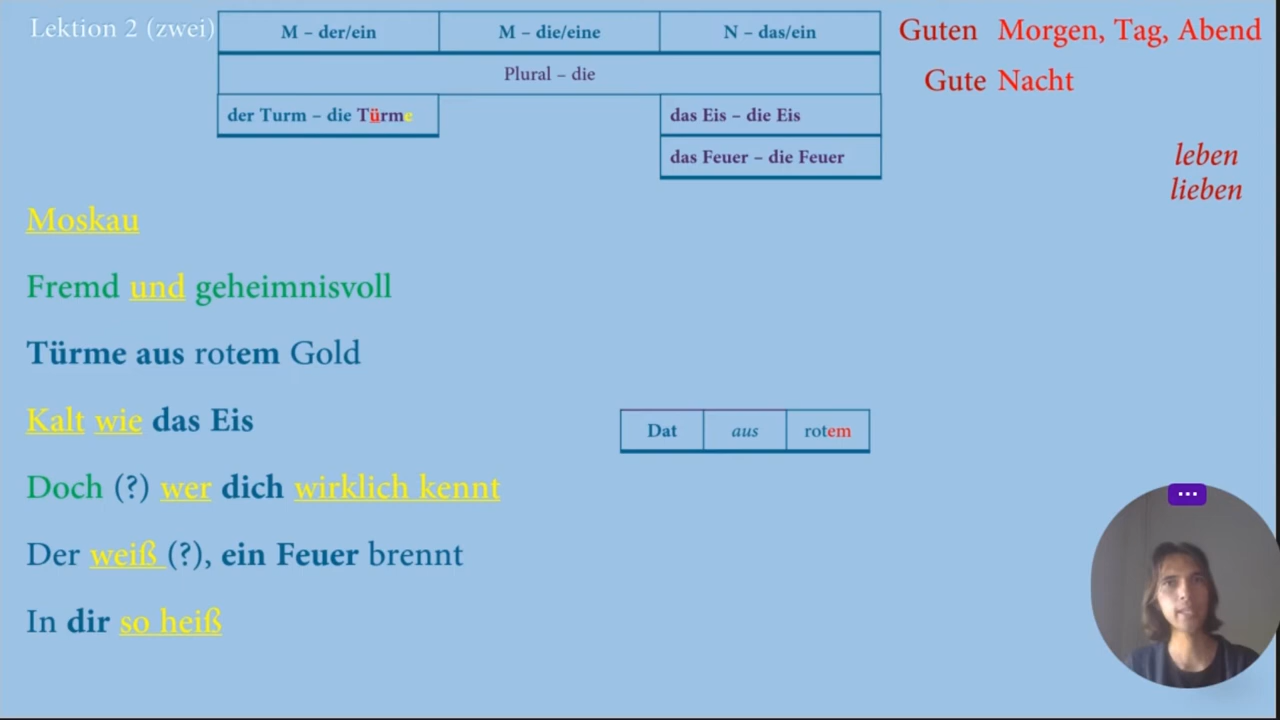 Lektion 2 (zwei)
M – der/ein
M – die/eine
N – das/ein
Plural – die
der Turm – die Türme
das Eis – die Eis
das Feuer – die Feuer
Guten Morgen, Tag, Abend
Gute Nacht
leben
lieben
Moskau
Fremd und geheimnisvoll
Türme aus rotem Gold
Kalt wie das Eis
Dat aus rotem
Doch (?) wer dich wirklich kennt
Der weiß (?), ein Feuer brennt
In dir so heiß